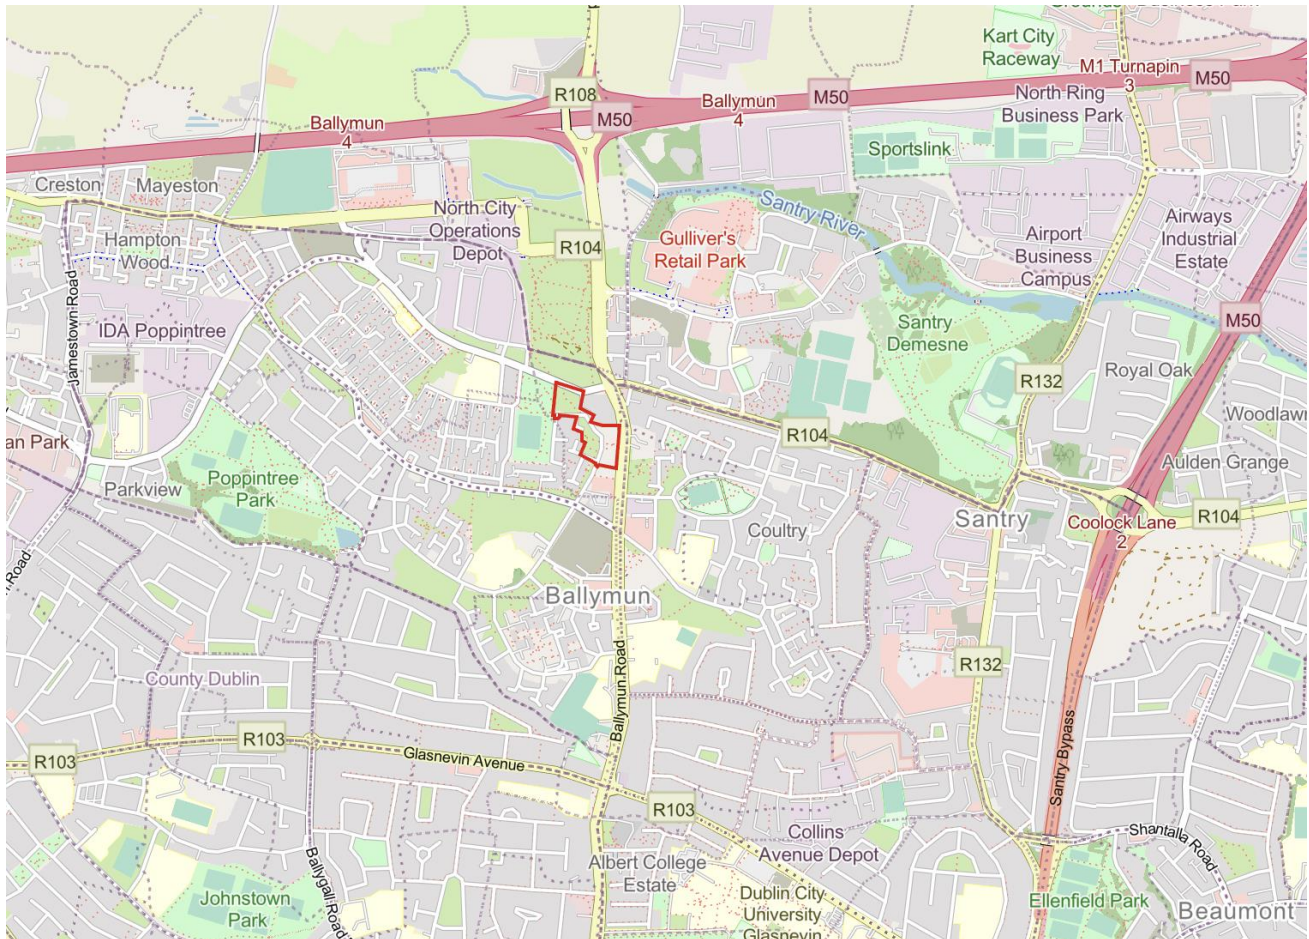 Kart City
Raceway
M1 Turnapin
3
M50
R108
M50
Ballymun
4
M50
North Ring
Business Park
Ballymun
4
Sportslink
Creston
Mayeston
North City
Operations
Depot
Santry River
Hampton
Wood
R104
Gulliver's
Retail Park
Airport
Business
Campus
Airways
Industrial
Estate
Jamestown Road
IDA Poppintree
Santry
Demesne
M50
R132
Royal Oak
Woodlawn
an Park
R104
Aulden Grange
Parkview
Poppintree
Park
Santry
Coolock Lane
2
R104
Coultry
Road
Ballymun
R132
County Dublin
Ballymun Road
Santry Bypass
R103
R103
Glasnevin Avenue
R103
Collins
Avenue Depot
Shantalla Road
Albert College
Estate
Ballygall Road
Johnstown
Park
Dublin City
University
Glasnevin
Ellenfield Park
Beaumont